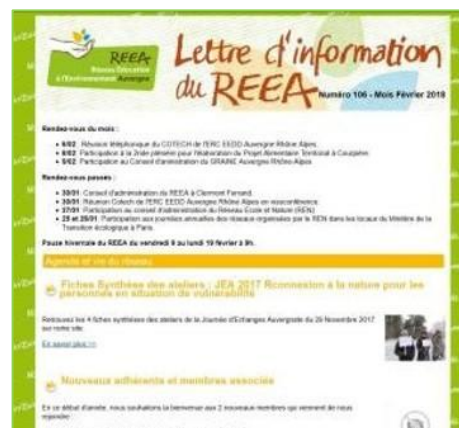 REEA
Réseau Éducation
à l'Environnement Auvergne
Lettre d'information
du REEA
Numéro 106 - Mois Février 2018
Rendez-vous du mois :
6/02 : Réunion téléphonique du COTECH de l'ERC EEDD Auvergne Rhône Alpes.
8/02 : Participation à la 2nde plénière pour l'élaboration du Projet Alimentaire Territorial à Courpière.
9/02 : Participation au Conseil d'aministration du GRAINE Auvergne Rhône-Alpes
Rendez-vous passés :
30/01: Conseil d'administration du REEA à Clermont Ferrand.
30/01: Réunion Cotech de l'ERC EEDD Auvergne Rhône Alpes en visioconférence.
27/01: Participation au conseil d'administration du Réseau Ecole et Nature (REN)
25 et 26/01: Participation aux journées annuelles des réseaux organisées par le REN dans les locaux du Ministère de la
Transition écologique à Paris.
Pause hivernale du REEA du vendredi 9 au lundi 19 février à 9h.
Agenda et vie du réseau
Fiches Synthèse des ateliers : JEA 2017 Rconnexion à la nature pour les
personnes en situation de vulnérabilité
Retrouvez les 4 fiches synthèses des ateliers de la Journée d'Echanges Auvergnate du 28 Novembre 2017
sur notre site.
En savoir plus >>
Nouveaux adhérents et membres associés
En ce début d'année, nous souhaitons la bienvenue aux 2 nouveaux membres qui viennent de nous
rejoindre :